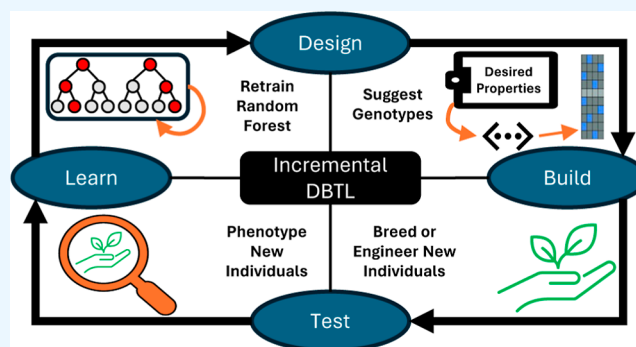 Design
Retrain
Random
Forest
Suggest
Genotypes
Desired
Properties
Learn
Incremental
DBTL
Build
Phenotype
New
Individuals
Breed or
Engineer New
Individuals
Test